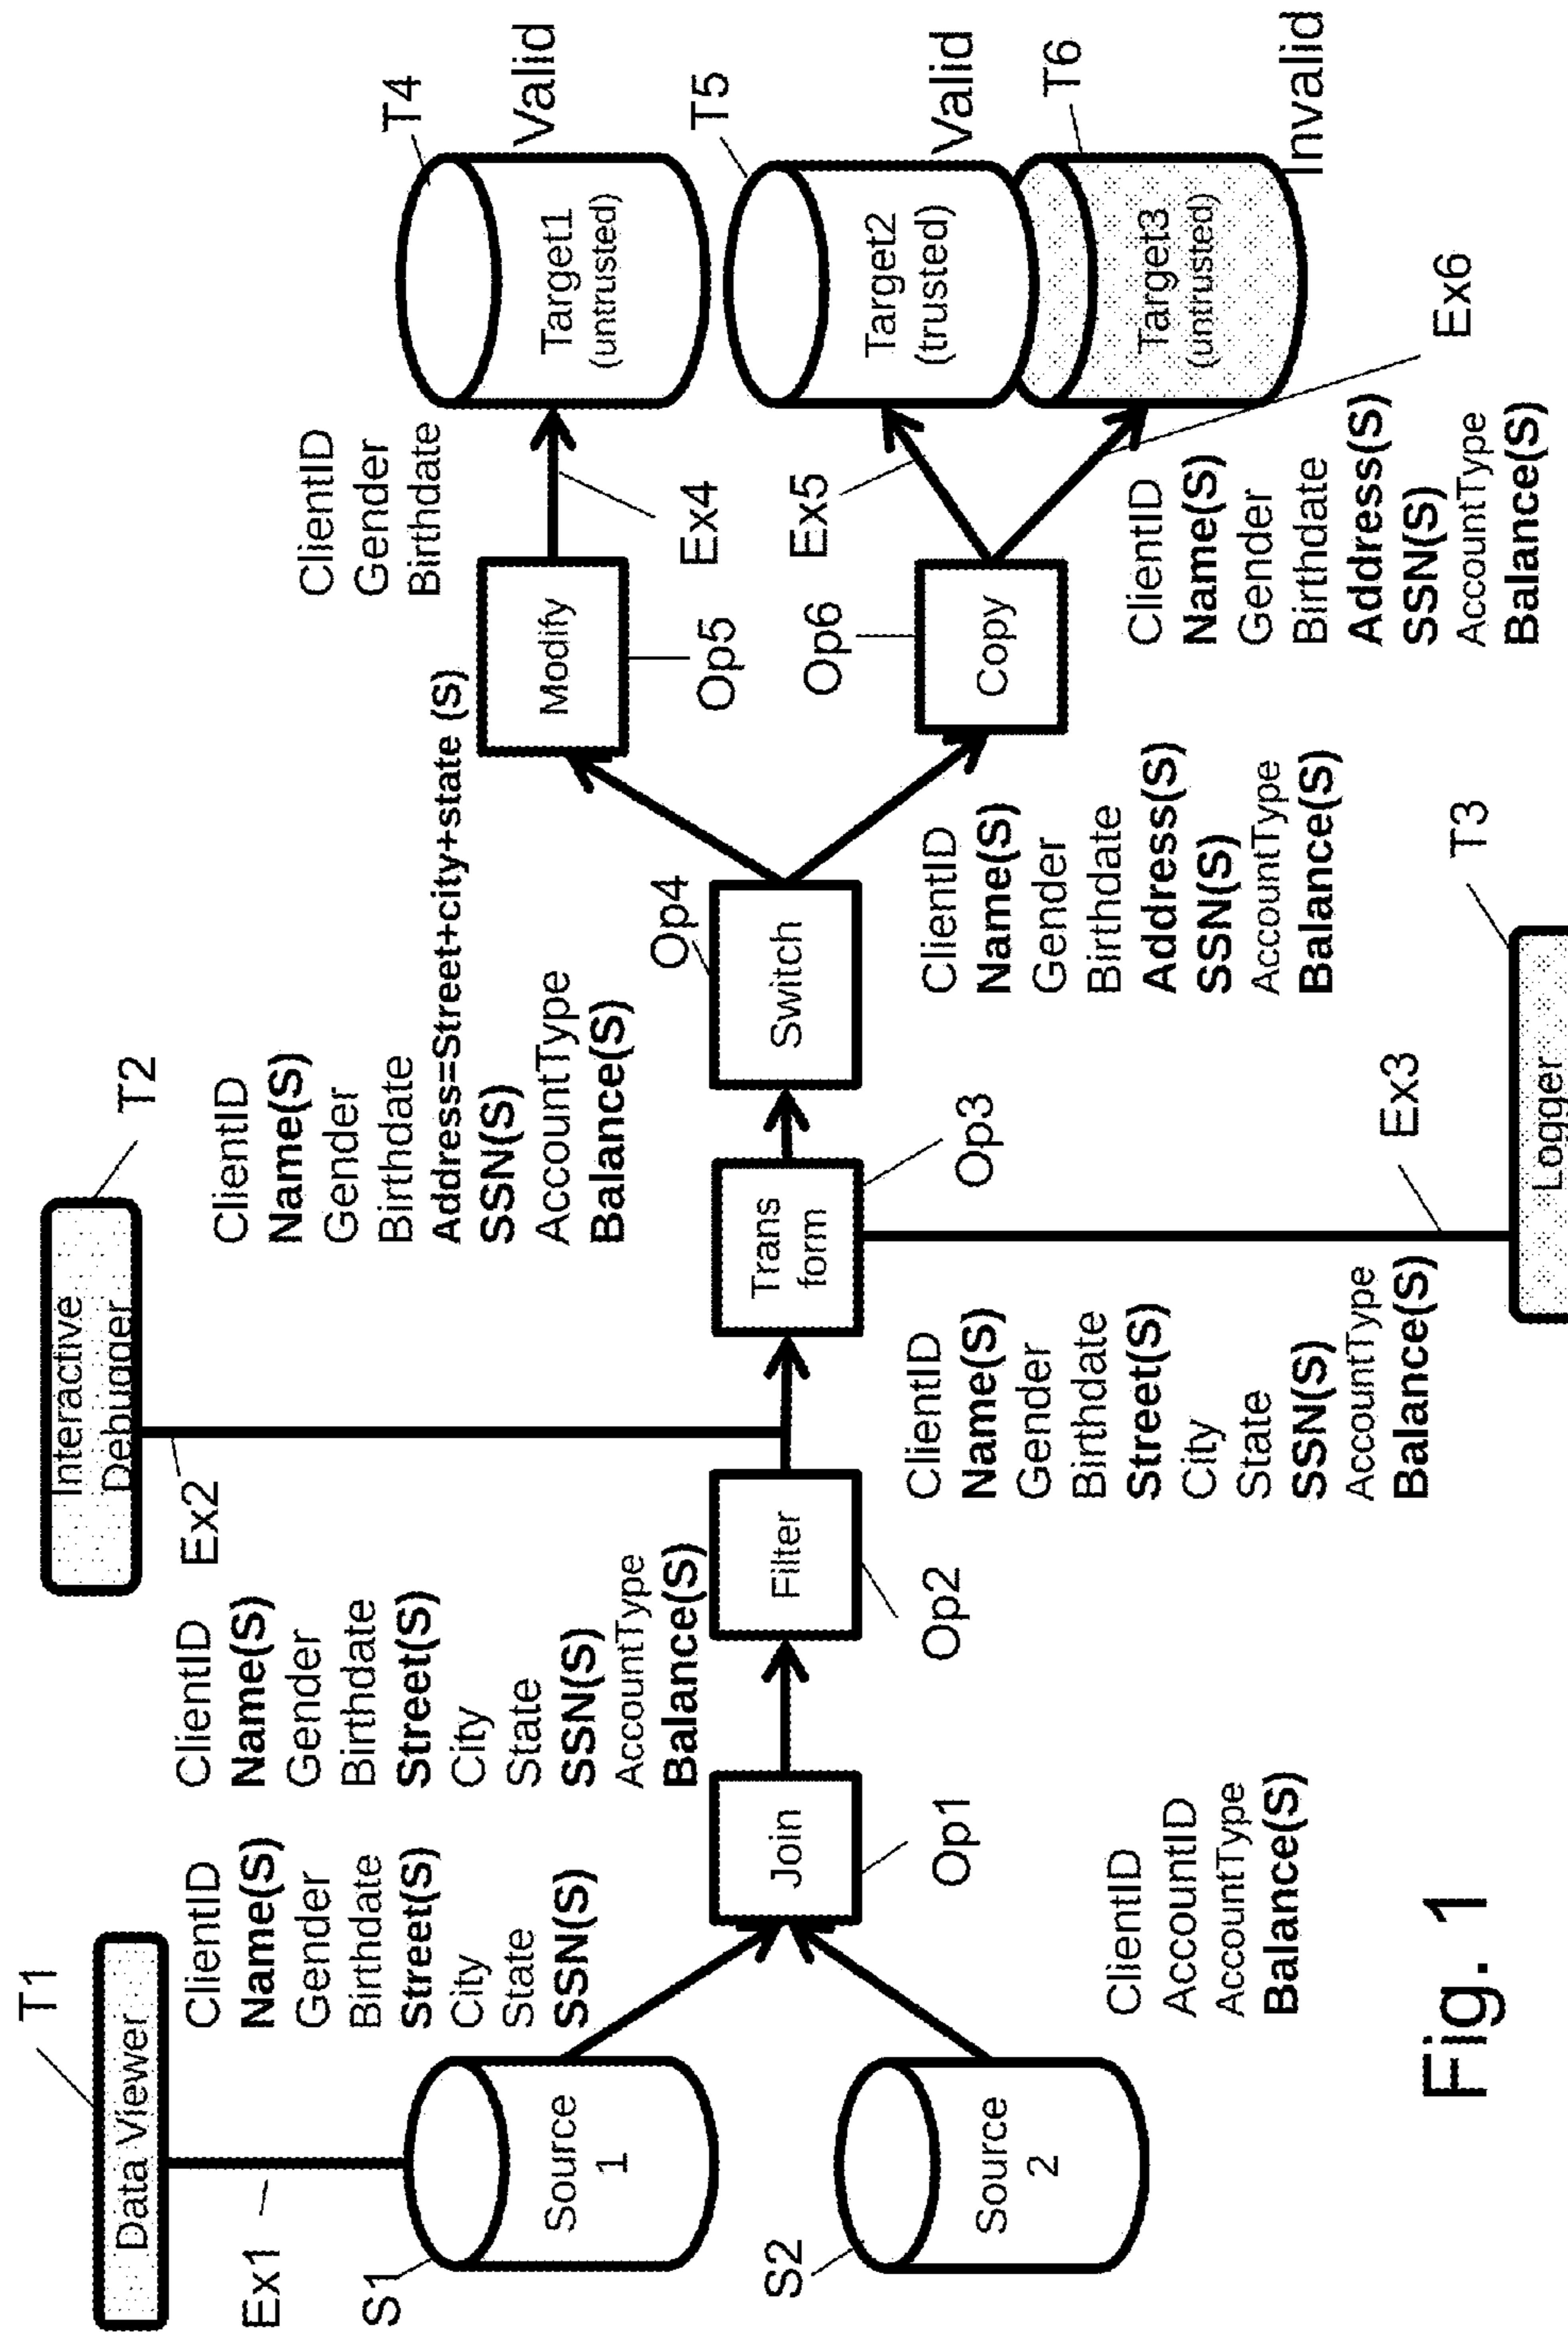 T1
Data Viewer
Ex1
S1
Source
1
S2
Source
2
ClientID
Name(S)
Gender
Birthdate
Street(S)
City
State
SSN(S)
ClientID
AccountID
AccountType
Balance(S)
Join
Op1
ClientID
Name(S)
Gender
Birthdate
Street(S)
City
State
SSN(S)
AccountType
Balance(S)
Filter
Op2
T2
Interactive
Debugger
Ex2
ClientID
Name(S)
Gender
Birthdate
Street(S)
City
State
SSN(S)
AccountType
Balance(S)
Trans
form
Op3
Ex3
T3
Logger
ClientID
Name(S)
Gender
Birthdate
Address=Street+city+state (S)
SSN(S)
AccountType
Balance(S)
Switch
Op4
ClientID
Name(S)
Gender
Birthdate
Address(S)
SSN(S)
AccountType
Balance(S)
Modify
Op5
Op6
Copy
ClientID
Gender
Birthdate
Ex4
Ex5
ClientID
Name(S)
Gender
Birthdate
Address(S)
SSN(S)
AccountType
Balance(S)
Ex6
T4
Target1
(untrusted)
Valid
T5
Target2
(trusted)
Valid
T6
Target3
(untrusted)
Invalid
Fig. 1